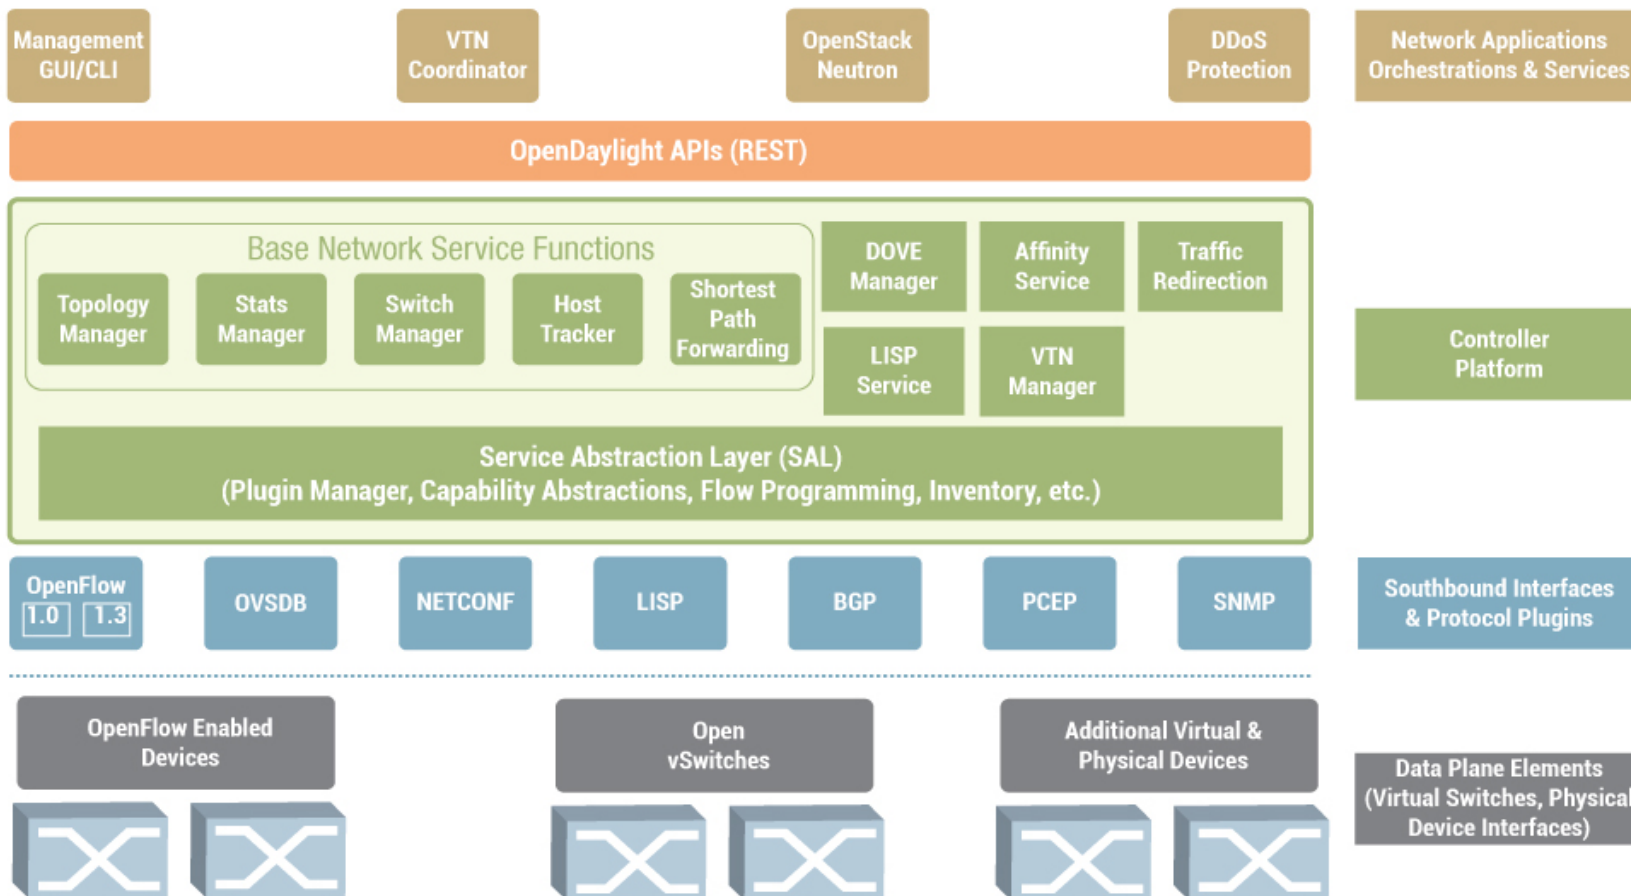 Management
GUI/CLI
VTN
Coordinator
OpenStack
Neutron
DDoS
Protection
Network Applications
Orchestrations & Services
OpenDaylight APIs (REST)
Base Network Service Functions
Topology
Manager
Stats
Manager
Switch
Manager
Host
Tracker
Shortest
Path
Forwarding
DOVE
Manager
Affinity
Service
Traffic
Redirection
LISP
Service
VTN
Manager
Controller
Platform
Service Abstraction Layer (SAL)
(Plugin Manager, Capability Abstractions, Flow Programming, Inventory, etc.)
OpenFlow
1.0 1.3
OVSDB
NETCONF
LISP
BGP
PCEP
SNMP
Southbound Interfaces
& Protocol Plugins
OpenFlow Enabled
Devices
Open
vSwitches
Additional Virtual &
Physical Devices
Data Plane Elements
(Virtual Switches, Physical
Device Interfaces)